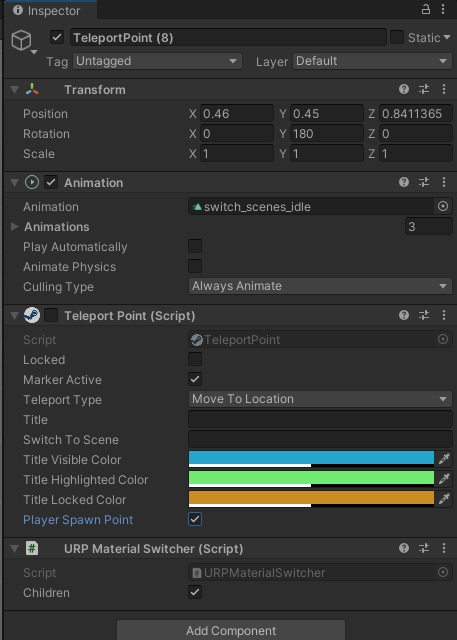 Inspector
TeleportPoint (8) Static
Tag Untagged Layer Default
Transform
Position X 0.46 Y 0.45 Z 0.8411365
Rotation X 0 Y 180 Z 0
Scale X 1 Y 1 Z 1
Animation
Animation switch_scenes_idle
Animations 3
Play Automatically
Animate Physics
Culling Type Always Animate
Teleport Point (Script)
Script TeleportPoint
Locked
Marker Active
Teleport Type Move To Location
Title
Switch To Scene
Title Visible Color
Title Highlighted Color
Title Locked Color
Player Spawn Point
# URP Material Switcher (Script)
Script URPMaterialSwitcher
Children
Add Component